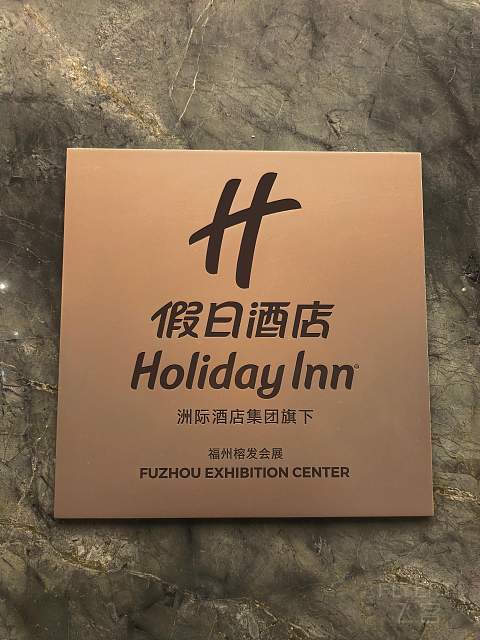 H
假日酒店
Holiday Inn
洲际酒店集团旗下
福州榕发会展
FUZHOU EXHIBITION CENTER